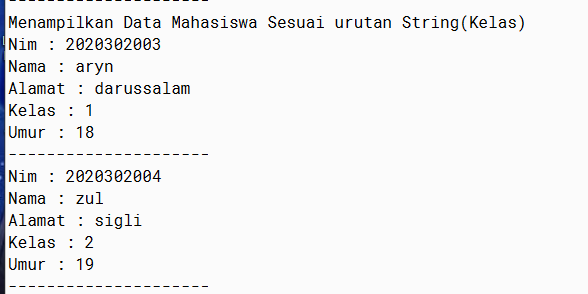 ---------------------
Menampilkan Data Mahasiswa Sesuai urutan String(Kelas)
Nim : 2020302003
Nama : aryn
Alamat : darussalam
Kelas : 1
Umur : 18
---------------------
Nim : 2020302004
Nama : zul
Alamat : sigli
Kelas : 2
Umur : 19
---------------------